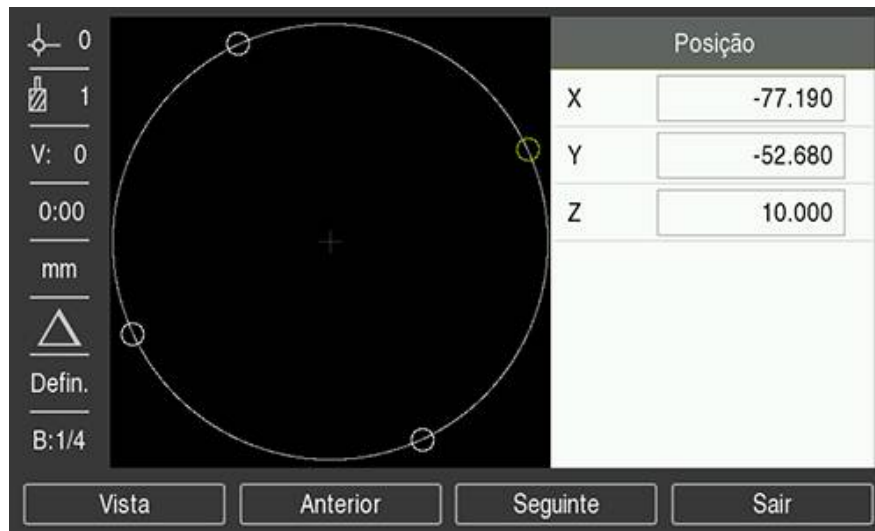 0
1
V: 0
0:00
mm
Defin.
B:1/4
Posição
X -77.190
Y -52.680
Z 10.000
Vista Anterior Seguinte Sair